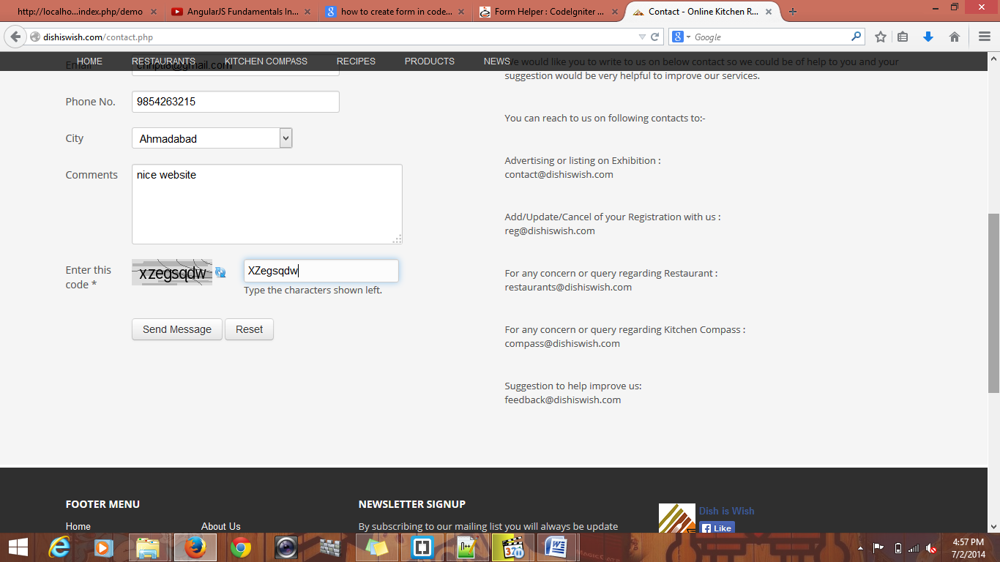 http://localho...index.php/demo
AngularJS Fundamentals In...
how to create form in code...
Form Helper : CodeIgniter ...
Contact - Online Kitchen R...
dishiswish.com/contact.php
Google
HOME RESTAURANTS KITCHEN COMPASS RECIPES PRODUCTS NEWS
Email
Phone No. 9854263215
City Ahmadabad
Comments nice website
Enter this
code *
xzegsqdw
XZegsqdw
Type the characters shown left.
Send Message Reset
We would like you to write to us on below contact so we could be of help to you and your
suggestion would be very helpful to improve our services.
You can reach to us on following contacts to:-
Advertising or listing on Exhibition :
contact@dishiswish.com
Add/Update/Cancel of your Registration with us :
reg@dishiswish.com
For any concern or query regarding Restaurant :
restaurants@dishiswish.com
For any concern or query regarding Kitchen Compass :
compass@dishiswish.com
Suggestion to help improve us:
feedback@dishiswish.com
FOOTER MENU
Home About Us
NEWSLETTER SIGNUP
By subscribing to our mailing list you will always be update
Dish is Wish
Like
4:57 PM
7/2/2014